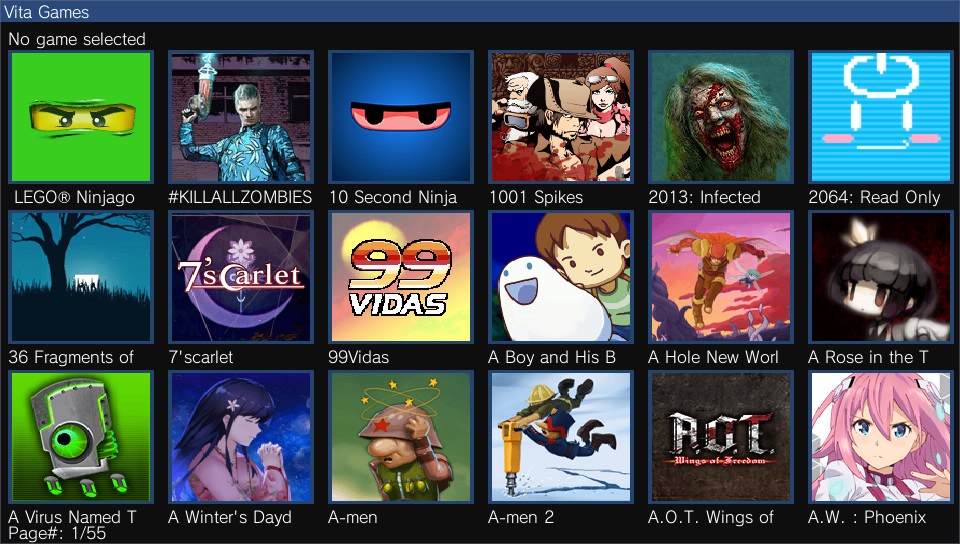 Vita Games
No game selected
LEGO® Ninjago
#KILLALLZOMBIES
10 Second Ninja
1001 Spikes
2013: Infected
2064: Read Only
7'scarlet
99
VIDAS
36 Fragments of
7'scarlet
99Vidas
A Boy and His B
A Hole New Worl
A Rose in the T
A.O.T.
Wings of Freedom
A Virus Named T
A Winter's Dayd
A-men
A-men 2
A.O.T. Wings of
A.W. : Phoenix
Page#: 1/55